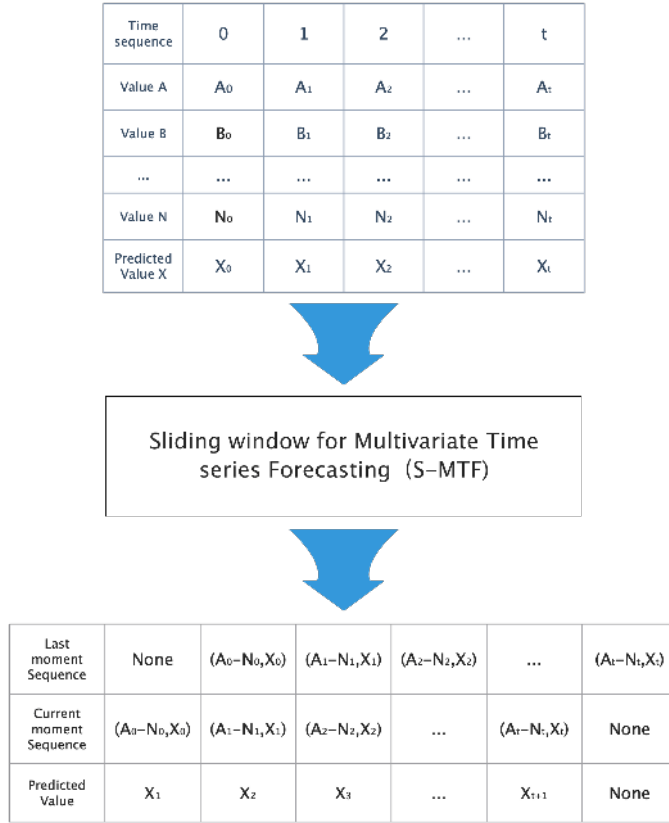 Time sequence 0 1 2 ... t
Value A A₀ A₁ A₂ ... Aₜ
Value B B₀ B₁ B₂ ... Bₜ
... ... ... ... ... ...
Value N N₀ N₁ N₂ ... Nₜ
Predicted Value X X₀ X₁ X₂ ... Xₜ
Sliding window for Multivariate Time
series Forecasting (S-MTF)
Last moment Sequence None (A₀-N₀,X₀) (A₁-N₁,X₁) (A₂-N₂,X₂) ... (Aₜ-Nₜ,Xₜ)
Current moment Sequence (A₀-N₀,X₀) (A₁-N₁,X₁) (A₂-N₂,X₂) ... (Aₜ-Nₜ,Xₜ) None
Predicted Value X₁ X₂ X₃ ... Xₜ₊₁ None